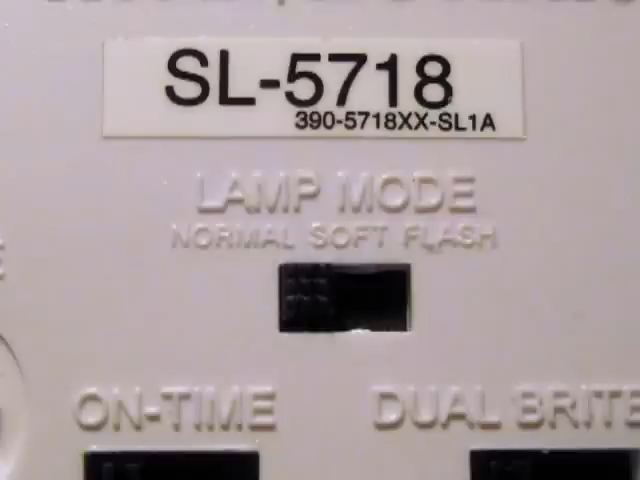 SL-5718
390-5718XX-SL1A
LAMP MODE
NORMAL SOFT FLASH
ON-TIME
DUAL BRITE